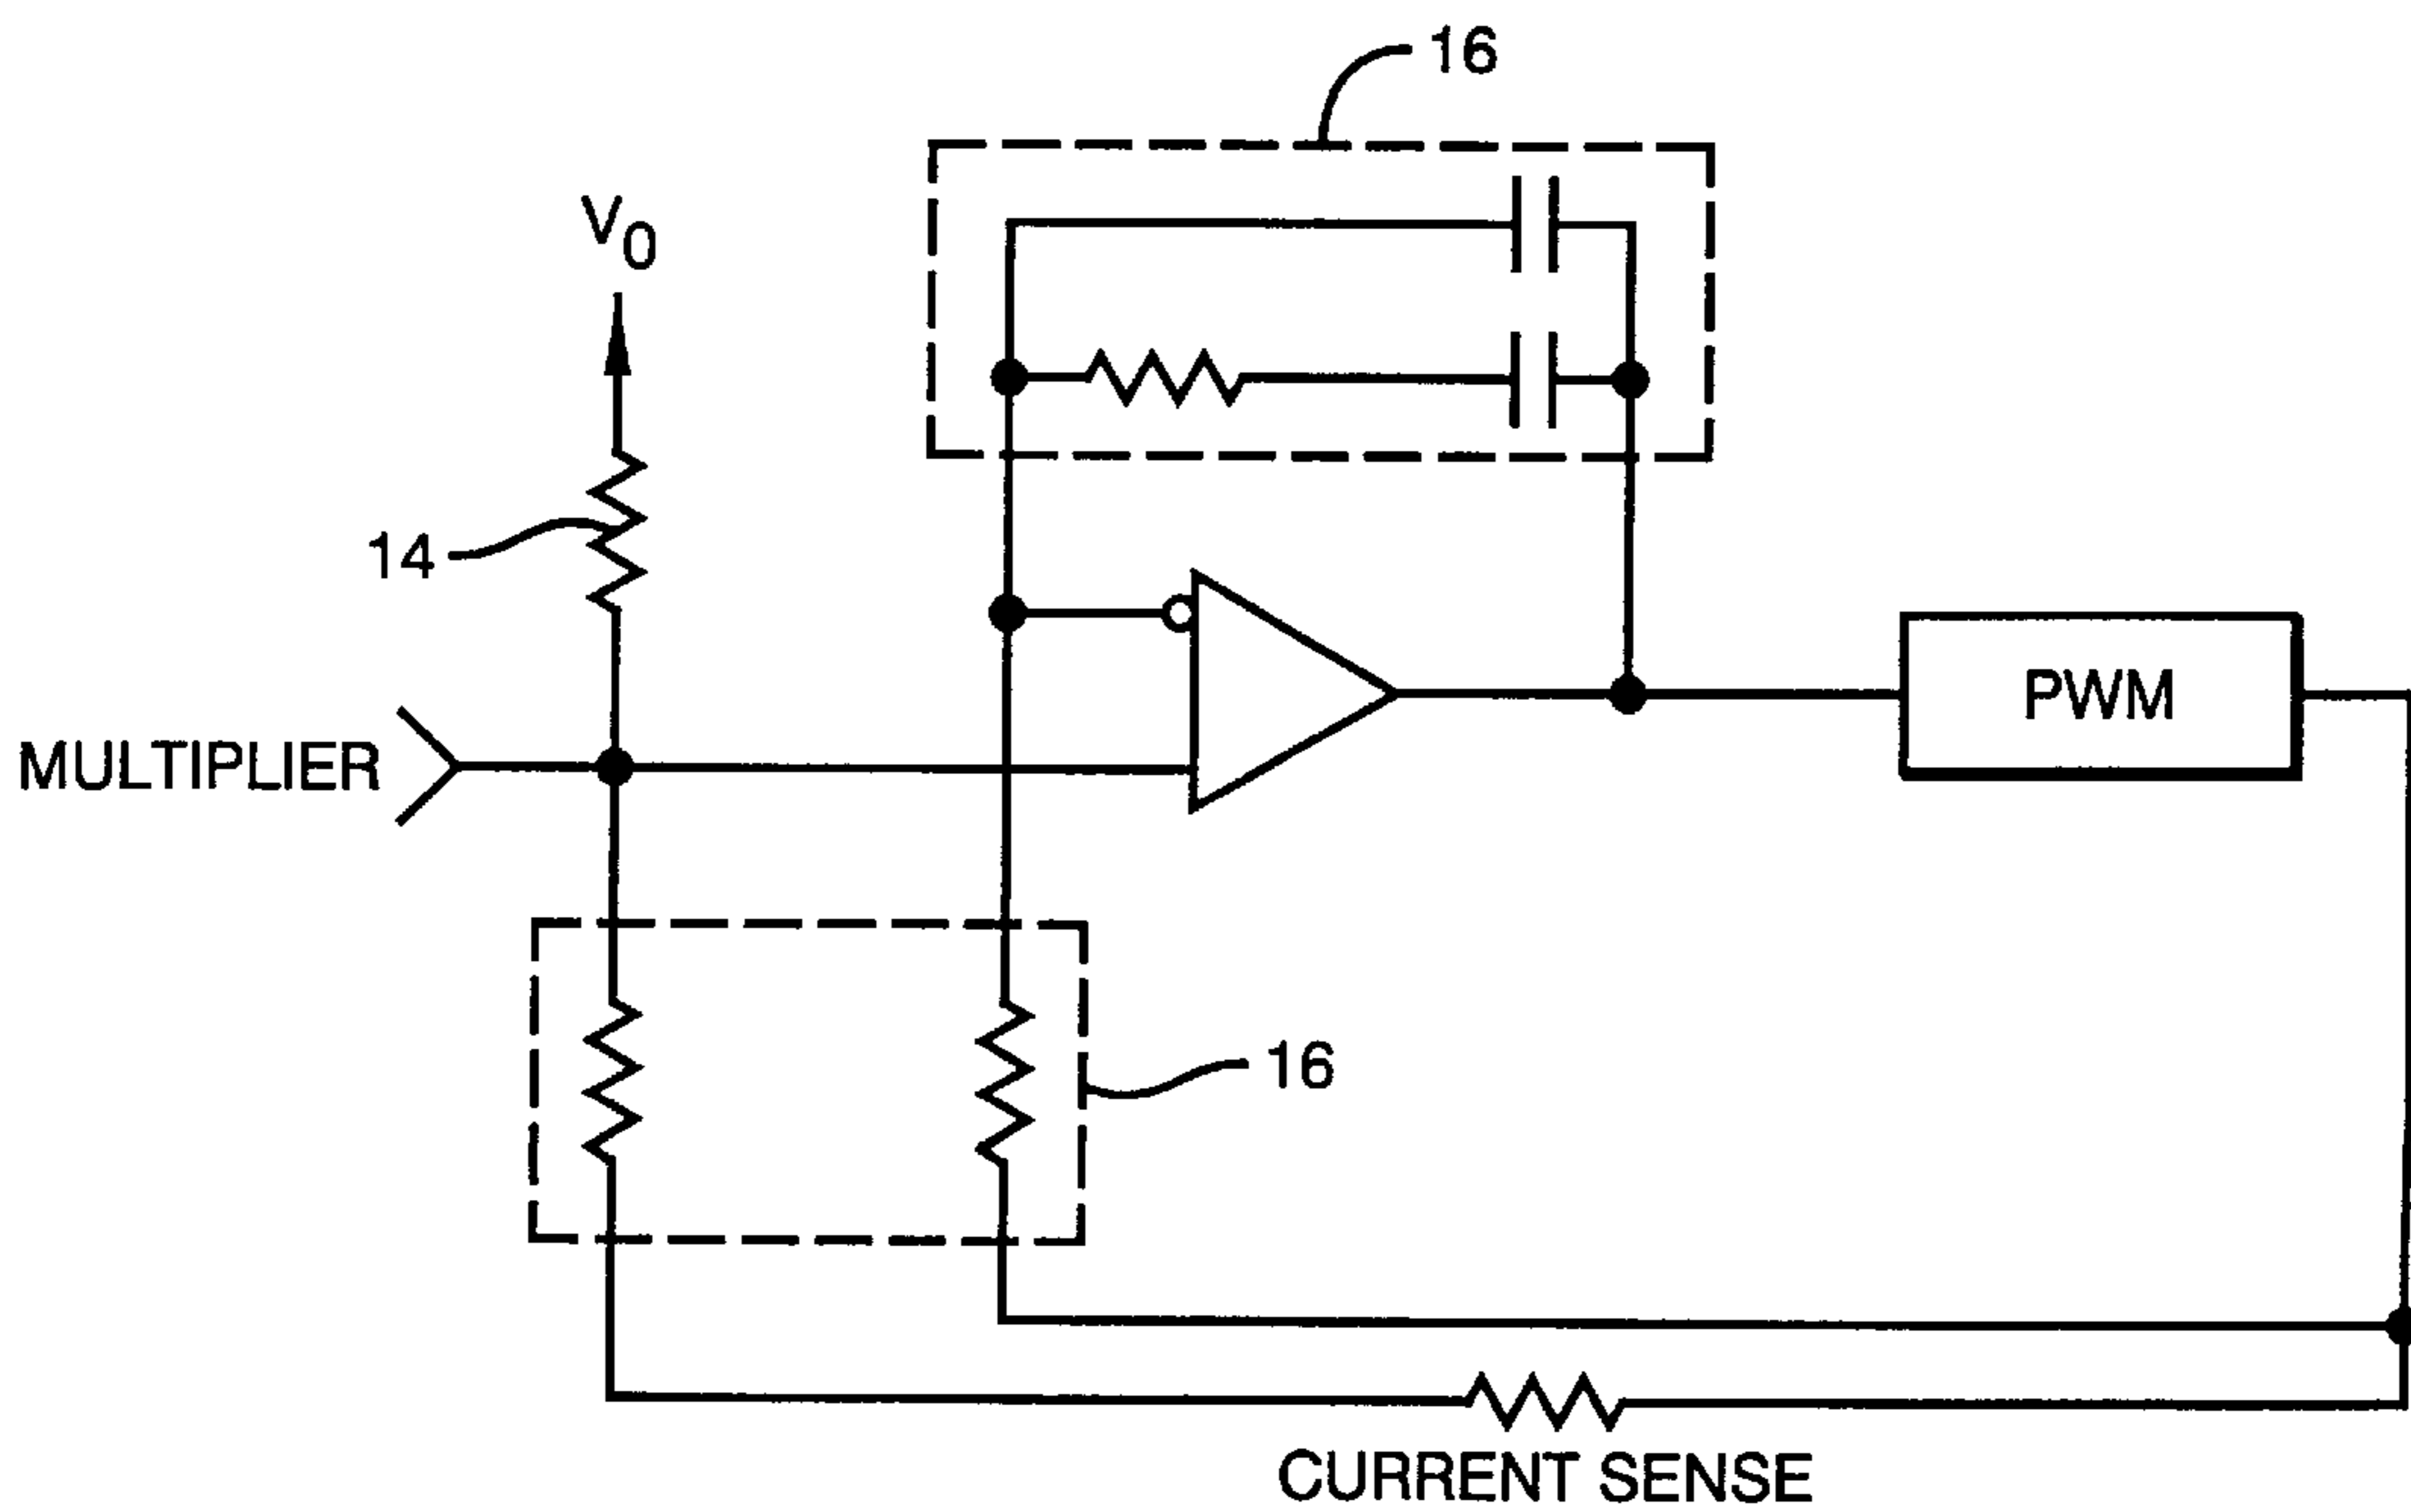 16
V0
14
PWM
MULTIPLIER
16
CURRENT SENSE